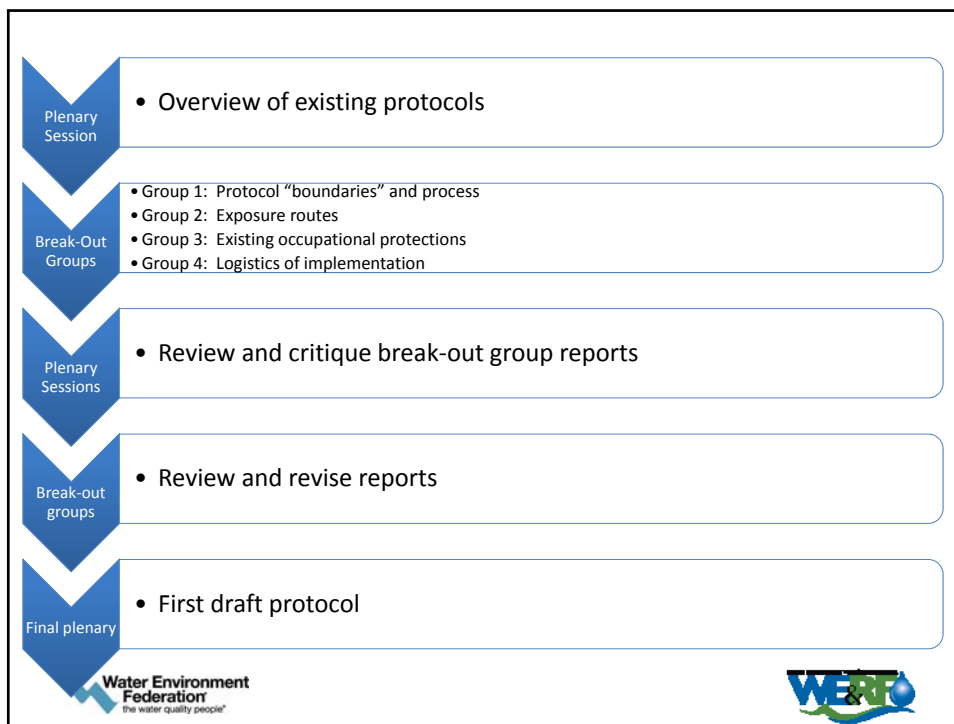 Plenary
Session
• Overview of existing protocols
Break-Out
Groups
• Group 1: Protocol “boundaries” and process
• Group 2: Exposure routes
• Group 3: Existing occupational protections
• Group 4: Logistics of implementation
Plenary
Sessions
• Review and critique break-out group reports
Break-out
groups
• Review and revise reports
Final plenary
• First draft protocol
Water Environment
Federation
the water quality people®
WE&RF